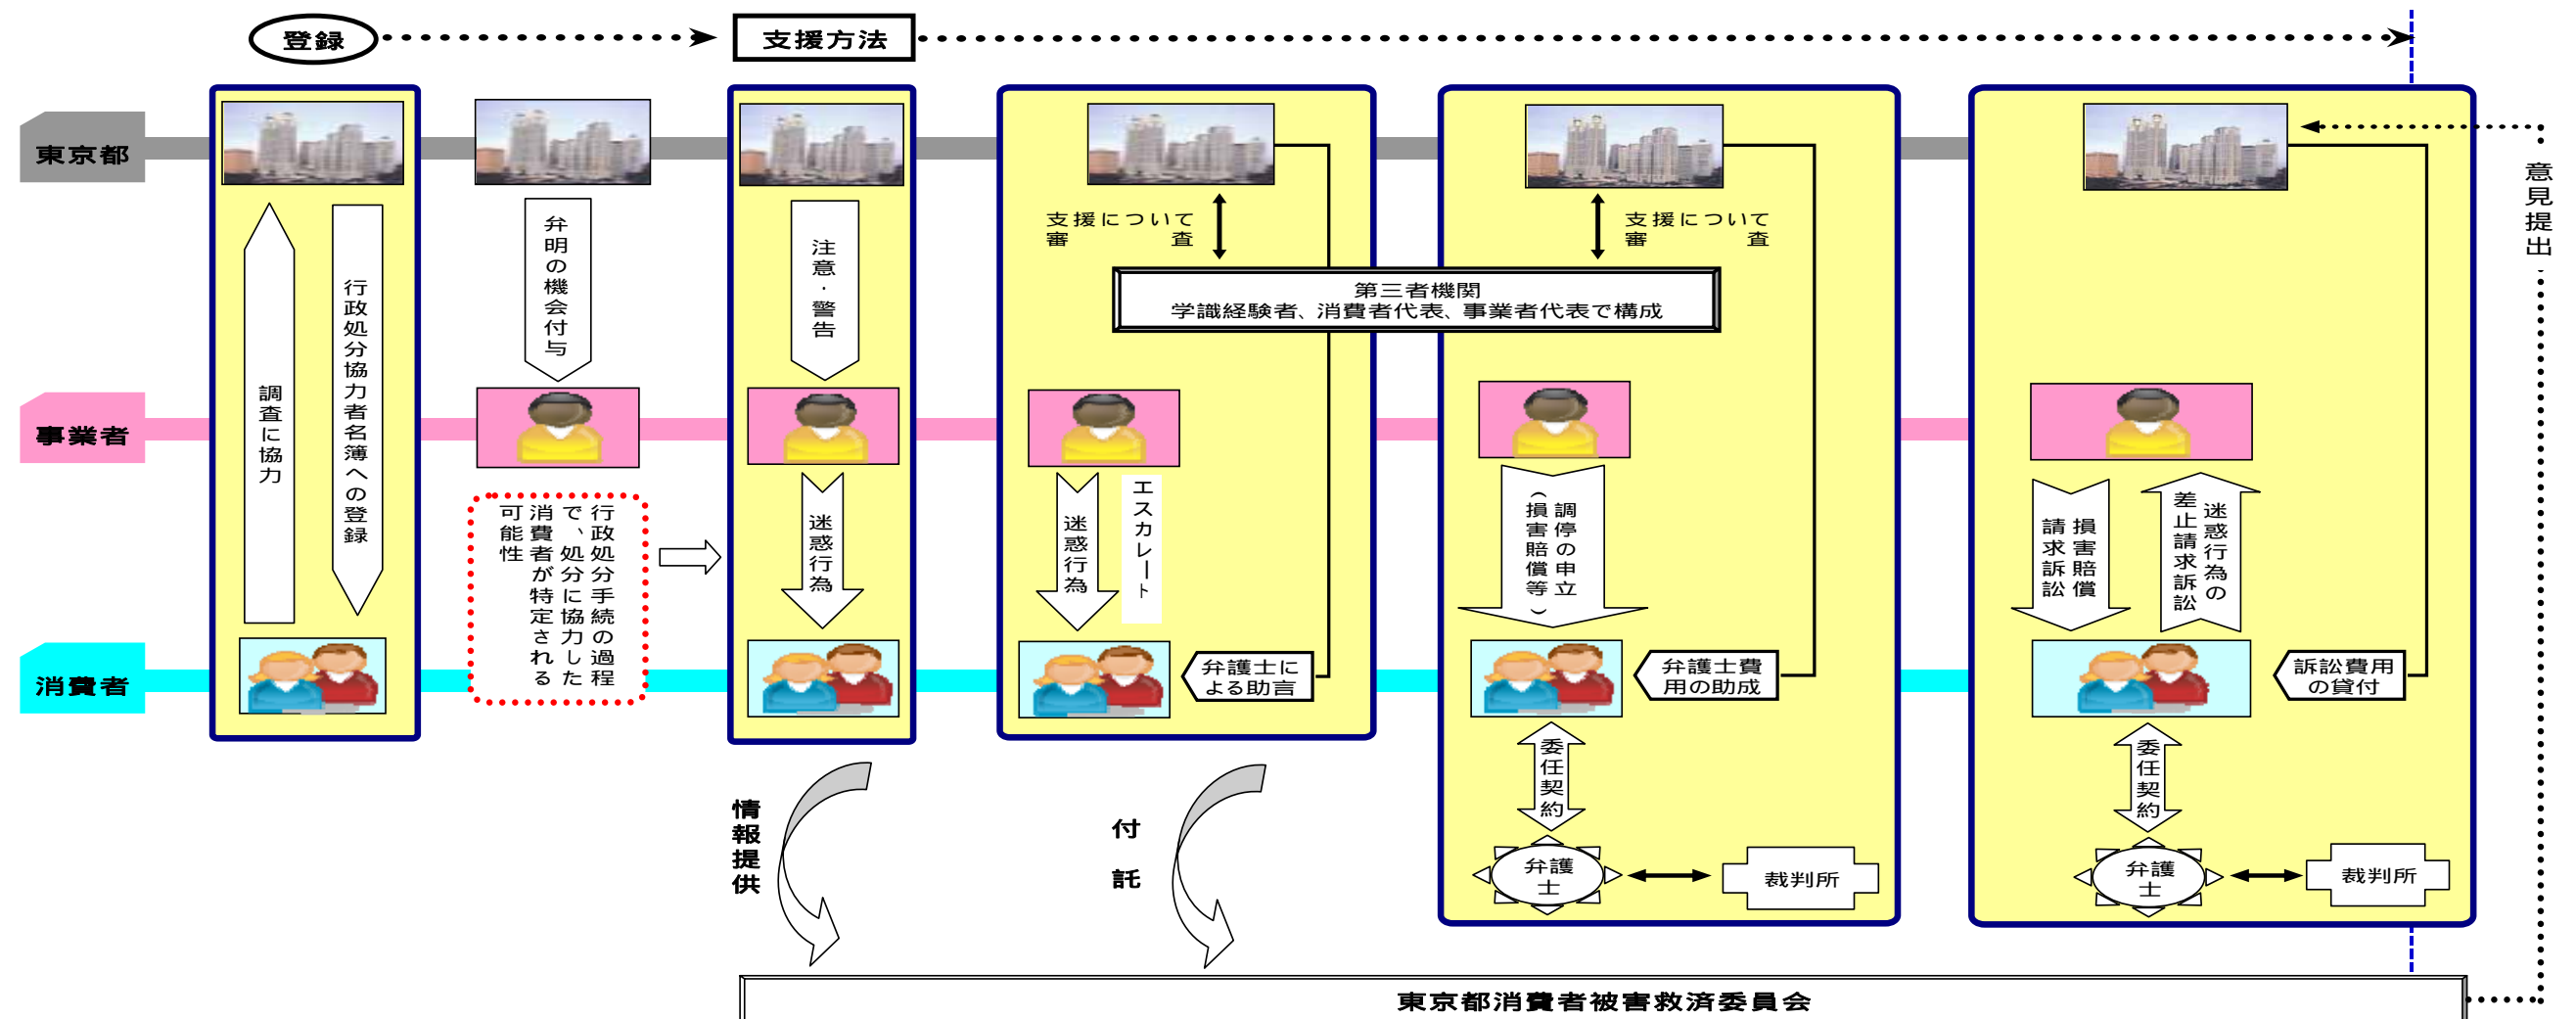 登録
支援方法
東京都
事業者
消費者
調査に協力
行政処分協力者名簿への登録
弁明の機会付与
行政処分手続の過程
で、処分に協力した
消費者が特定される
可能性
注意・警告
迷惑行為
支援について
審査
支援について
審査
第三者機関
学識経験者、消費者代表、事業者代表で構成
迷惑行為
エスカレート
弁護士に
よる助言
調停の申立
（損害賠償等）
弁護士費
用の助成
委任契約
弁護
士
裁判所
損害賠償
請求訴訟
迷惑行為の
差止請求訴訟
訴訟費用
の貸付
委任契約
弁護
士
裁判所
意見提出
情報提供
付託
東京都消費者被害救済委員会